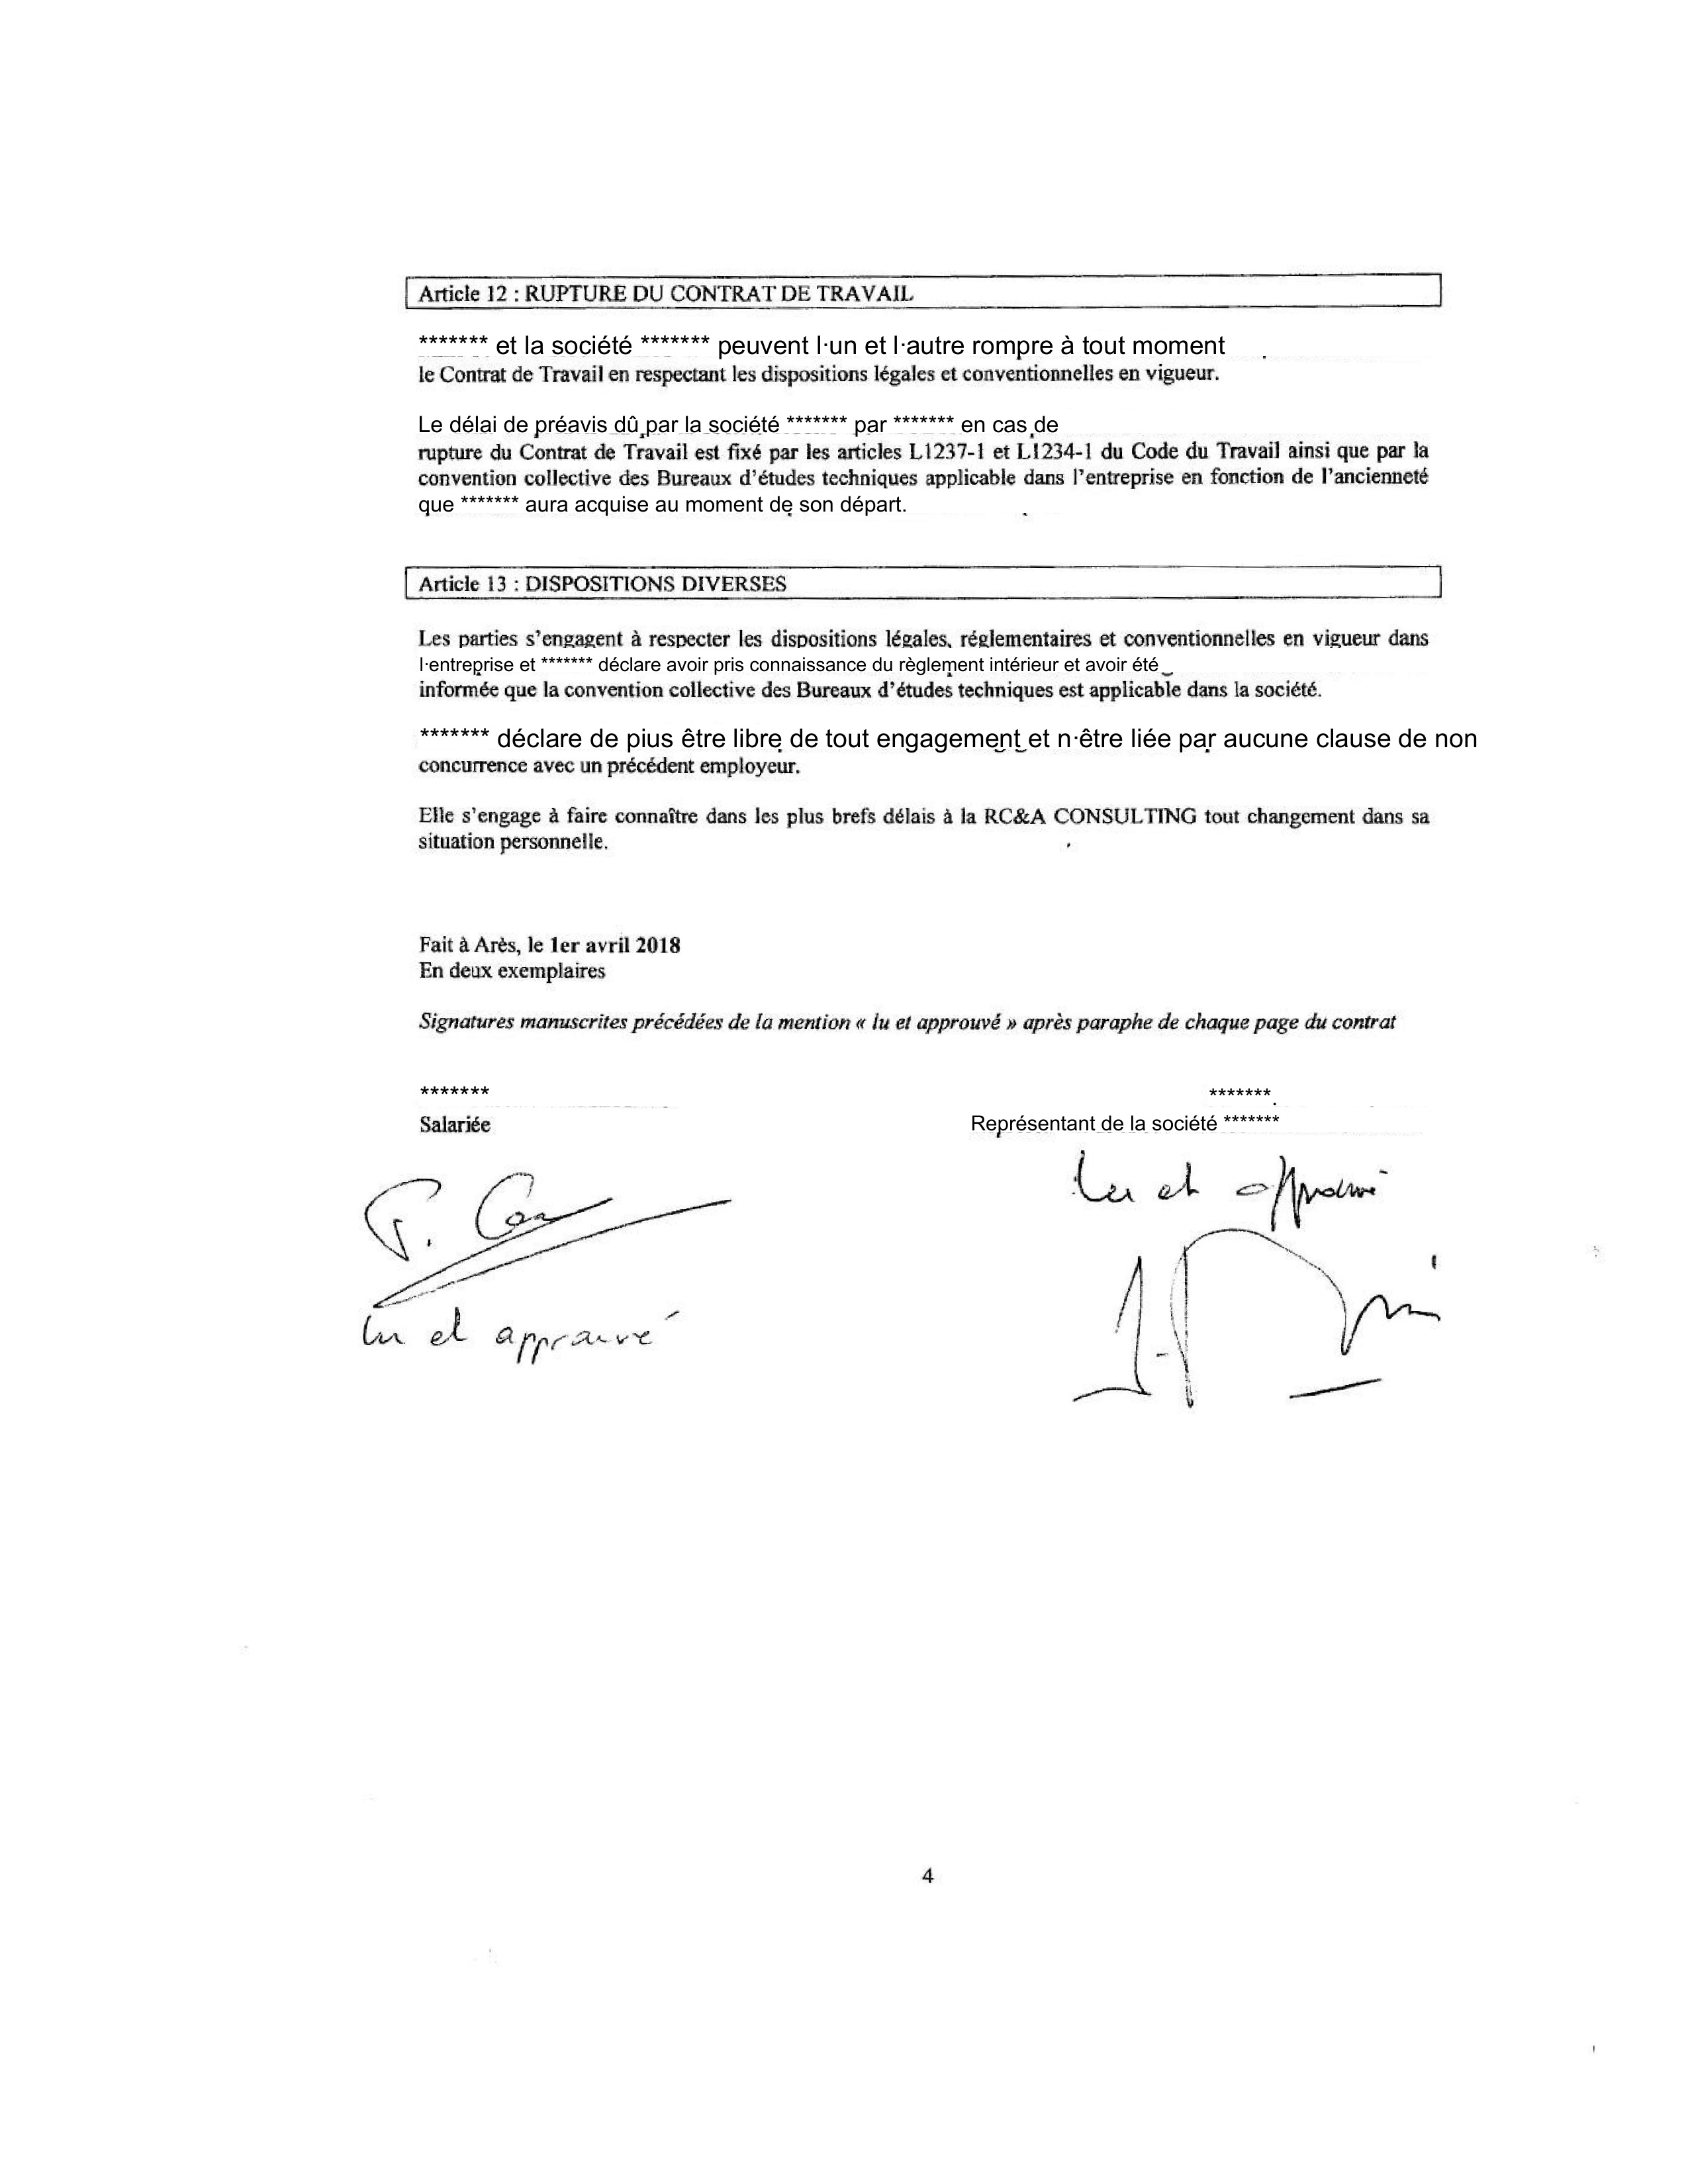 Article 12 : RUPTURE DU CONTRAT DE TRAVAIL
******* et la société ******* peuvent l·un et l·autre rompre à tout moment
le Contrat de Travail en respectant les dispositions légales et conventionnelles en vigueur.
Le délai de préavis dû par la société ******* par ******* en cas de
rupture du Contrat de Travail est fixé par les articles L1237-1 et L1234-1 du Code du Travail ainsi que par la
convention collective des Bureaux d'études techniques applicable dans l'entreprise en fonction de l'ancienneté
que ******* aura acquise au moment de son départ.
Article 13 : DISPOSITIONS DIVERSES
Les parties s'engagent à respecter les dispositions légales, réglementaires et conventionnelles en vigueur dans
l·entreprise et ******* déclare avoir pris connaissance du règlement intérieur et avoir été
informée que la convention collective des Bureaux d'études techniques est applicable dans la société.
******* déclare de pius être libre de tout engagement et n·être liée par aucune clause de non
concurrence avec un précédent employeur.
Elle s'engage à faire connaître dans les plus brefs délais à la RC&A CONSULTING tout changement dans sa
situation personnelle.
Fait à Arès, le 1er avril 2018
En deux exemplaires
Signatures manuscrites précédées de la mention « lu et approuvé » après paraphe de chaque page du contrat
******* *******
Salariée Représentant de la société *******
Lu et approuvé
lu et approuvé
4